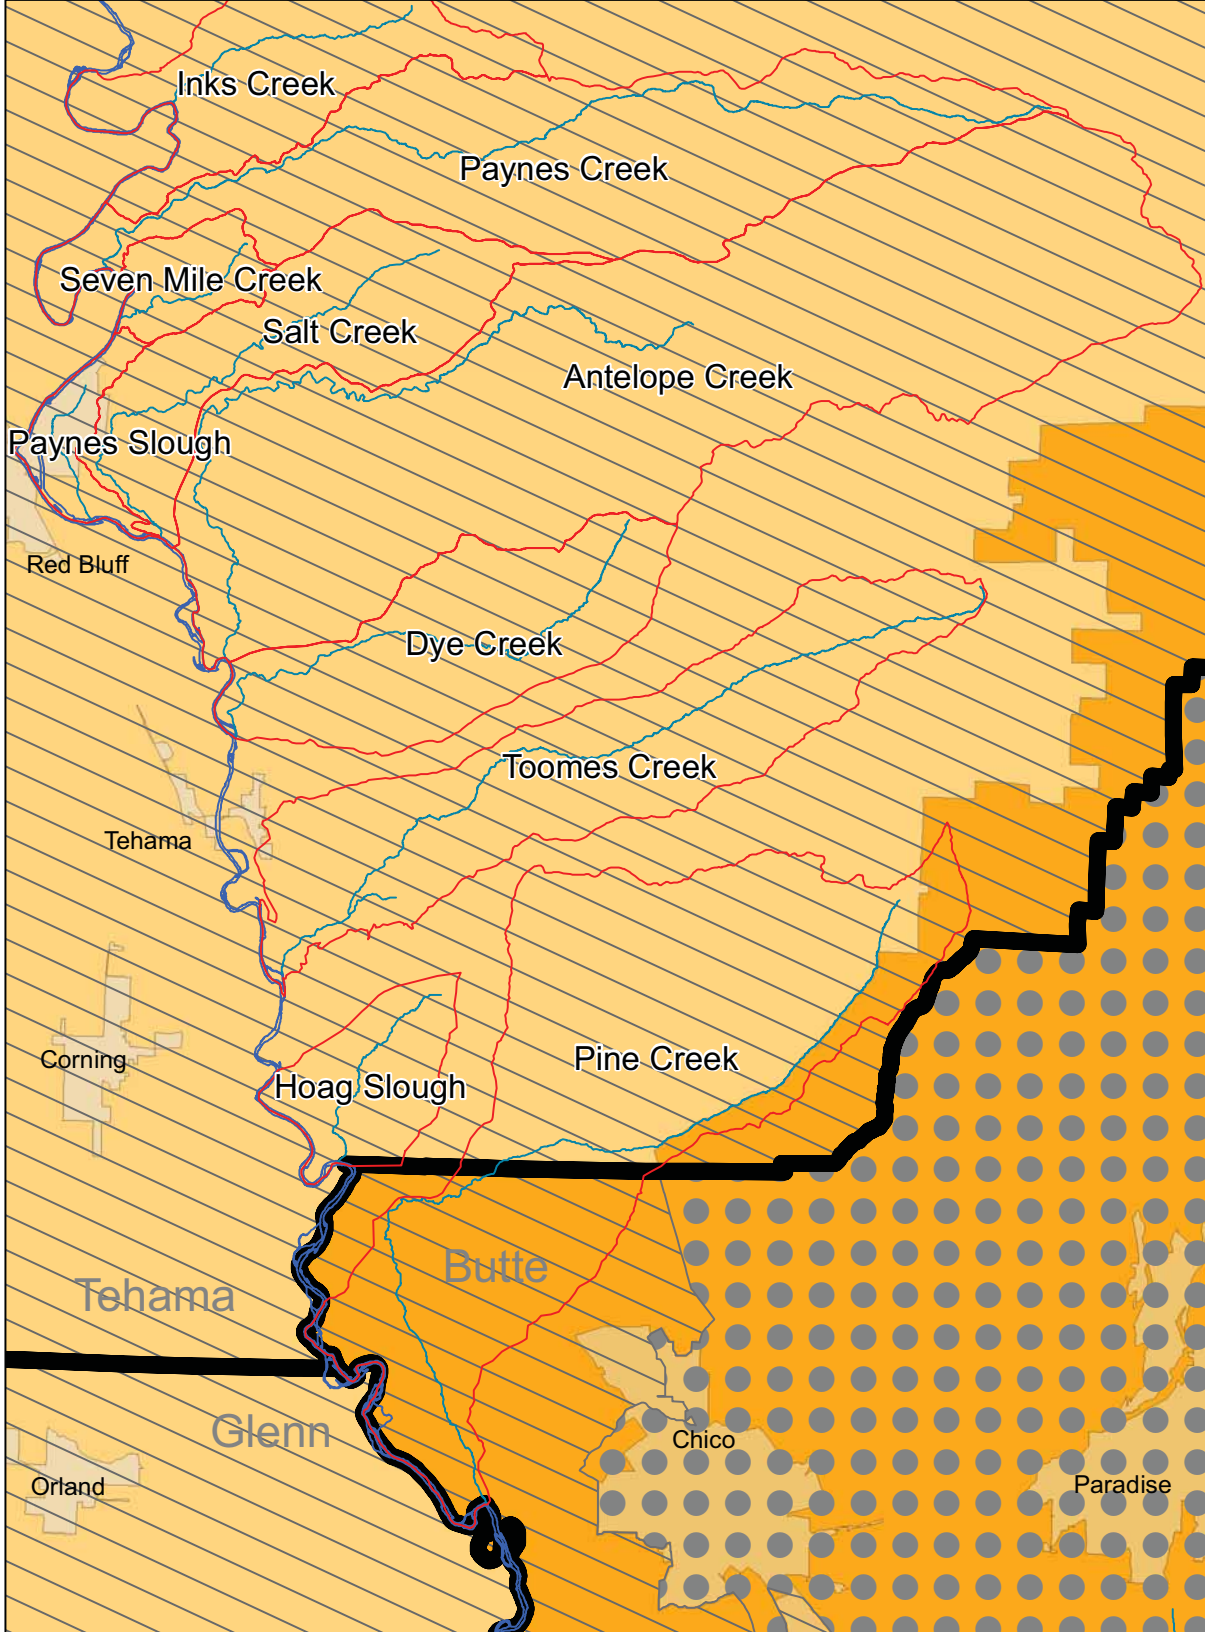 Inks Creek
Paynes Creek
Seven Mile Creek
Salt Creek
Antelope Creek
Paynes Slough
Red Bluff
Dye Creek
Toomes Creek
Tehama
Corning
Pine Creek
Hoag Slough
Butte
Tehama
Glenn
Chico
Paradise
Orland